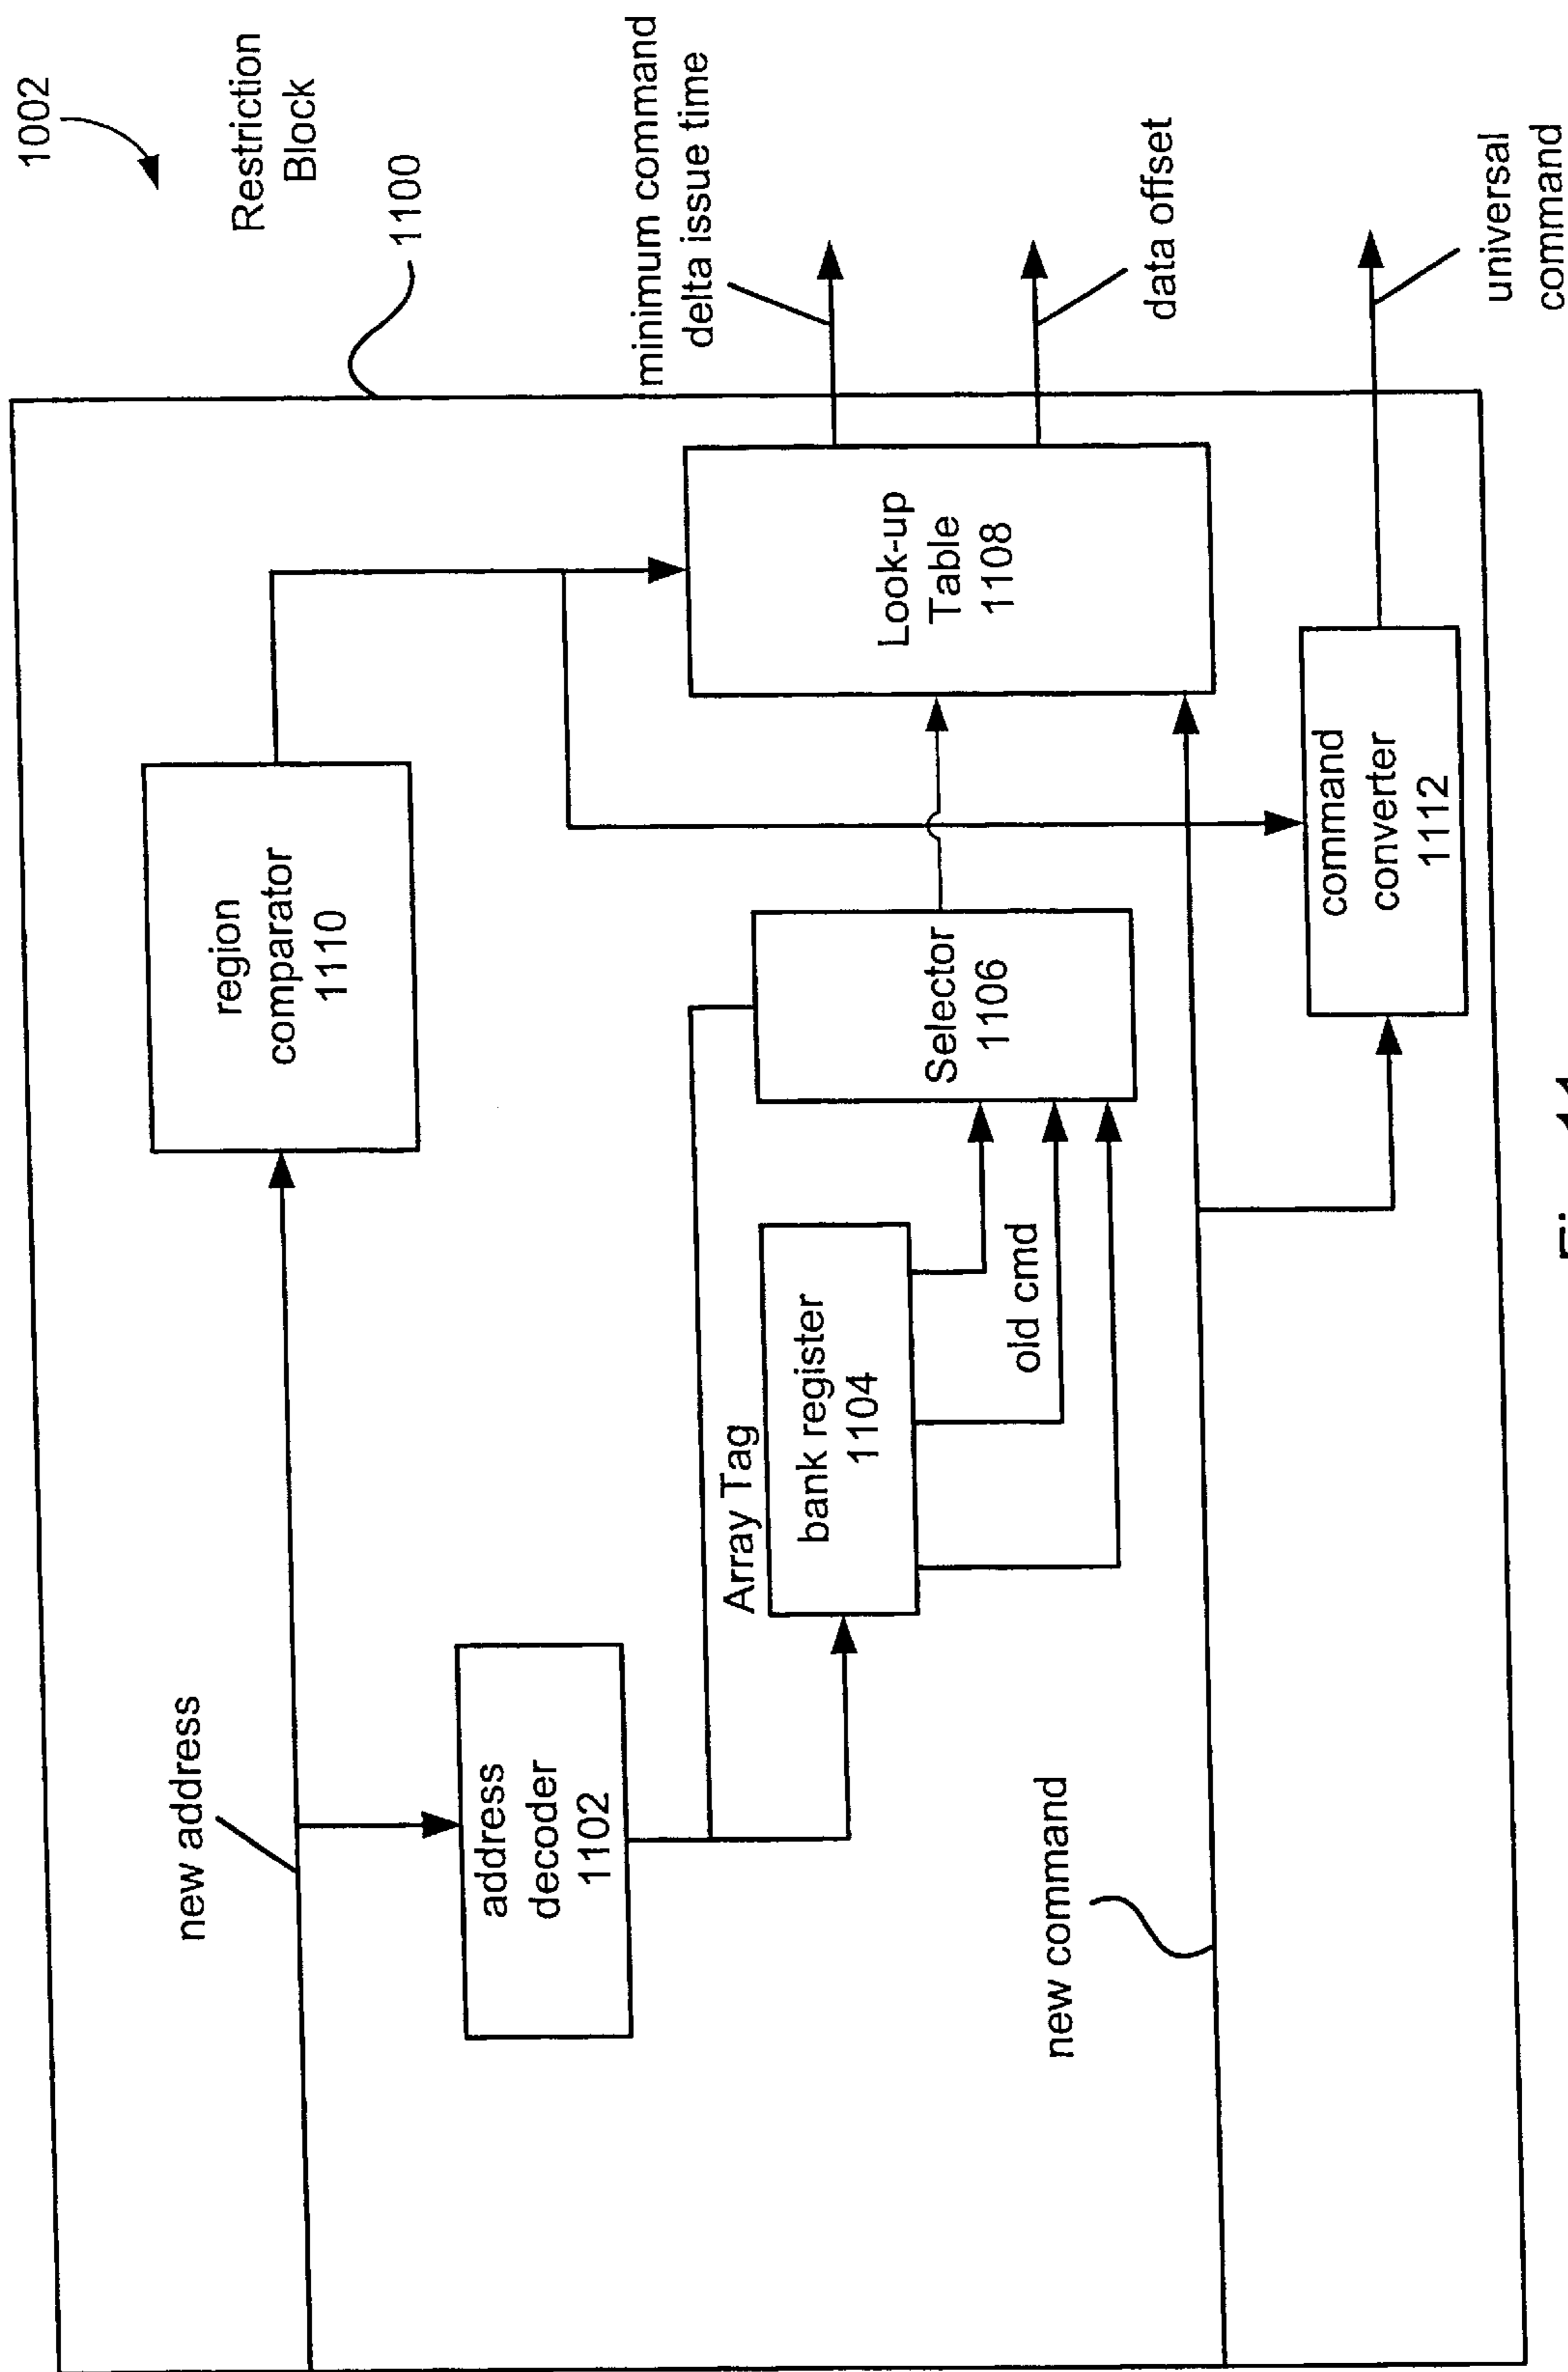 1002
Restriction
Block
1100
minimum command
delta issue time
data offset
universal
command
new address
region
comparator
1110
address
decoder
1102
Array Tag
bank register
1104
old cmd
Selector
1106
Look-up
Table
1108
new command
command
converter
1112